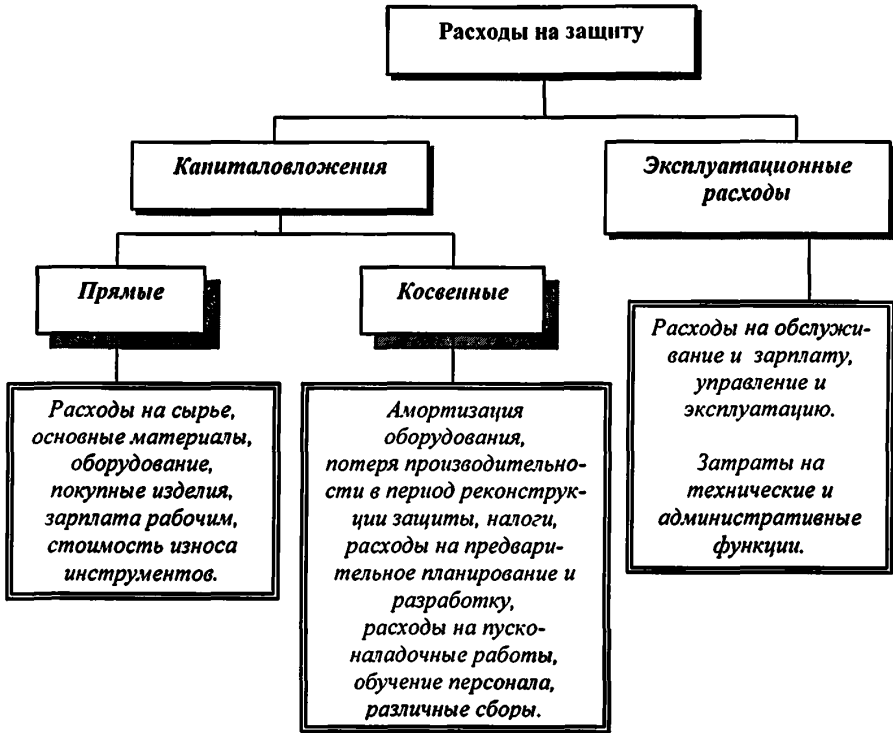 Расходы на защиту
Капиталовложения
Эксплуатационные
расходы
Прямые
Косвенные
Расходы на сырье,
основные материалы,
оборудование,
покупные изделия,
зарплата рабочим,
стоимость износа
инструментов.
Амортизация
оборудования,
потеря производительно-
сти в период реконструк-
ции защиты, налоги,
расходы на предвари-
тельное планирование и
разработку,
расходы на пуско-
наладочные работы,
обучение персонала,
различные сборы.
Расходы на обслужи-
вание и зарплату,
управление и
эксплуатацию.
Затраты на
технические и
административные
функции.